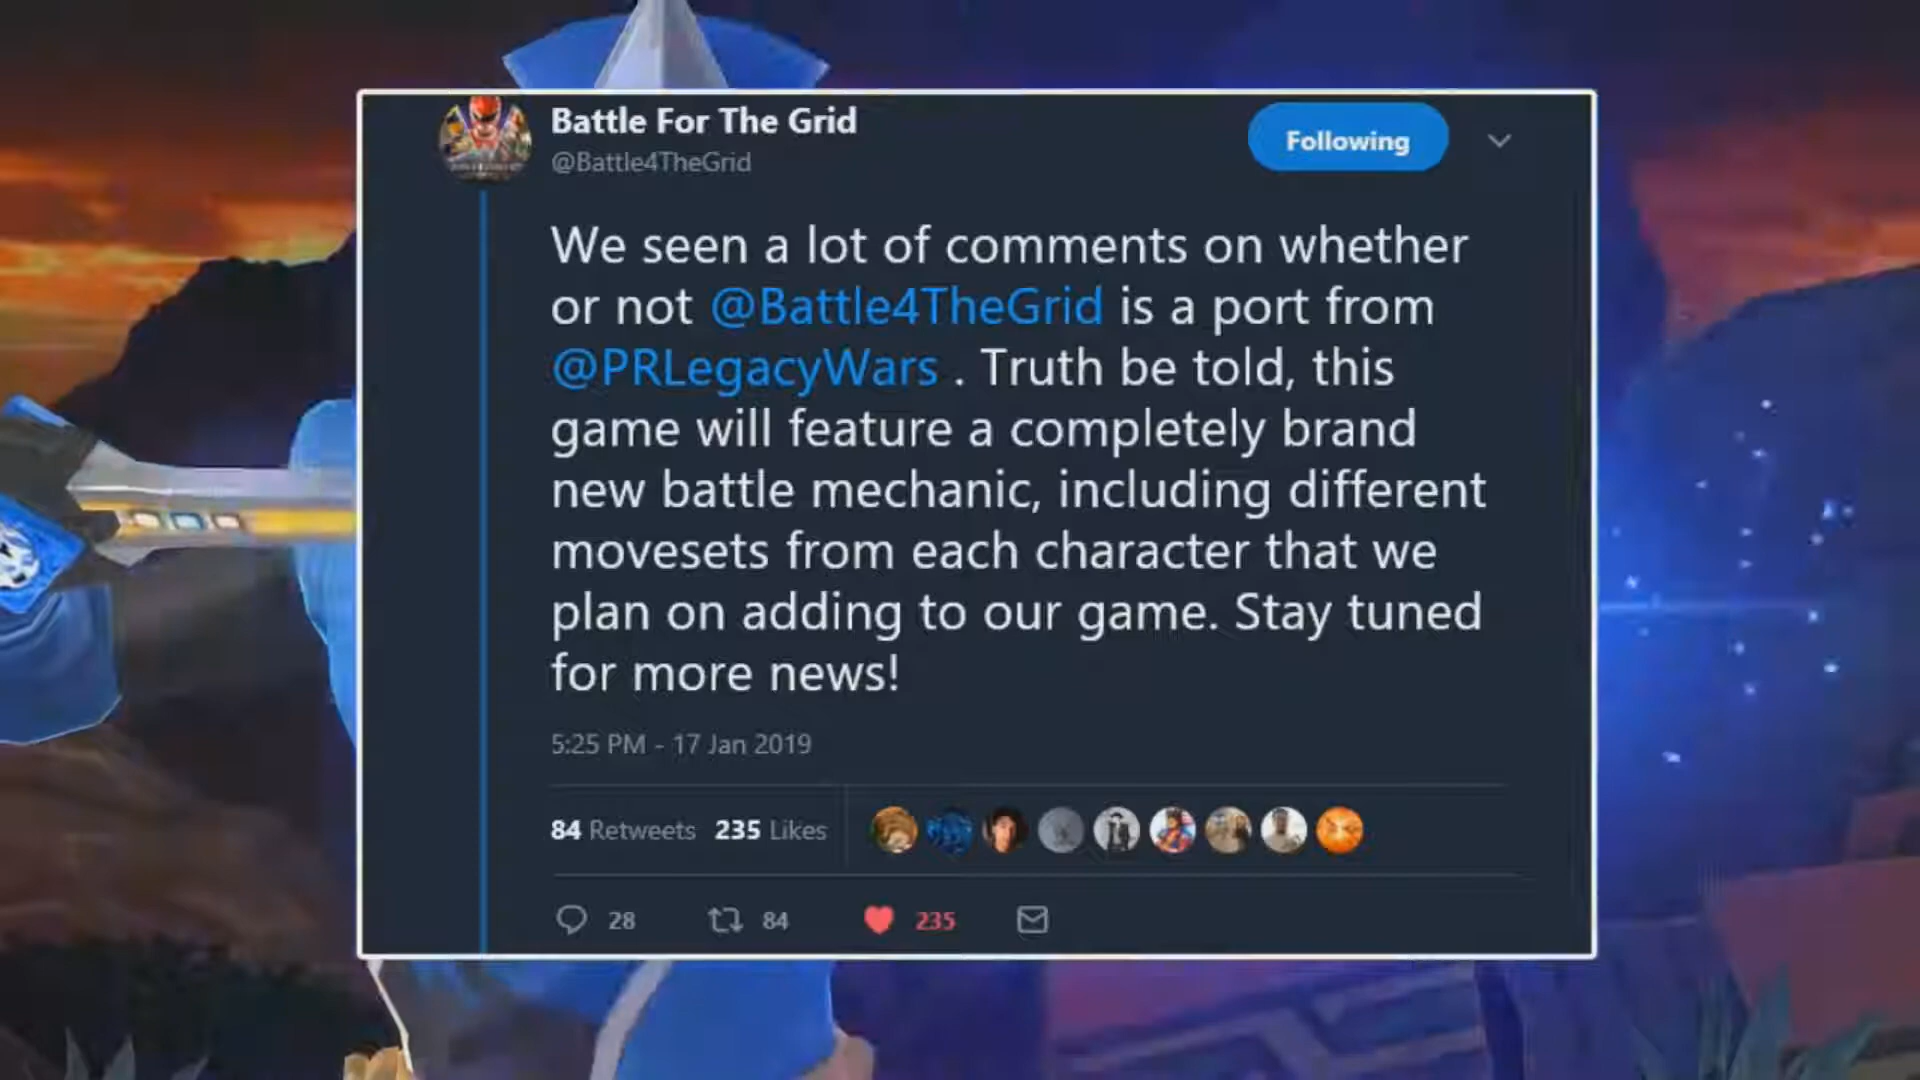 Battle For The Grid
@Battle4TheGrid
Following
We seen a lot of comments on whether
or not @Battle4TheGrid is a port from
@PRLegacyWars . Truth be told, this
game will feature a completely brand
new battle mechanic, including different
movesets from each character that we
plan on adding to our game. Stay tuned
for more news!
5:25 PM - 17 Jan 2019
84 Retweets 235 Likes
28 84 235